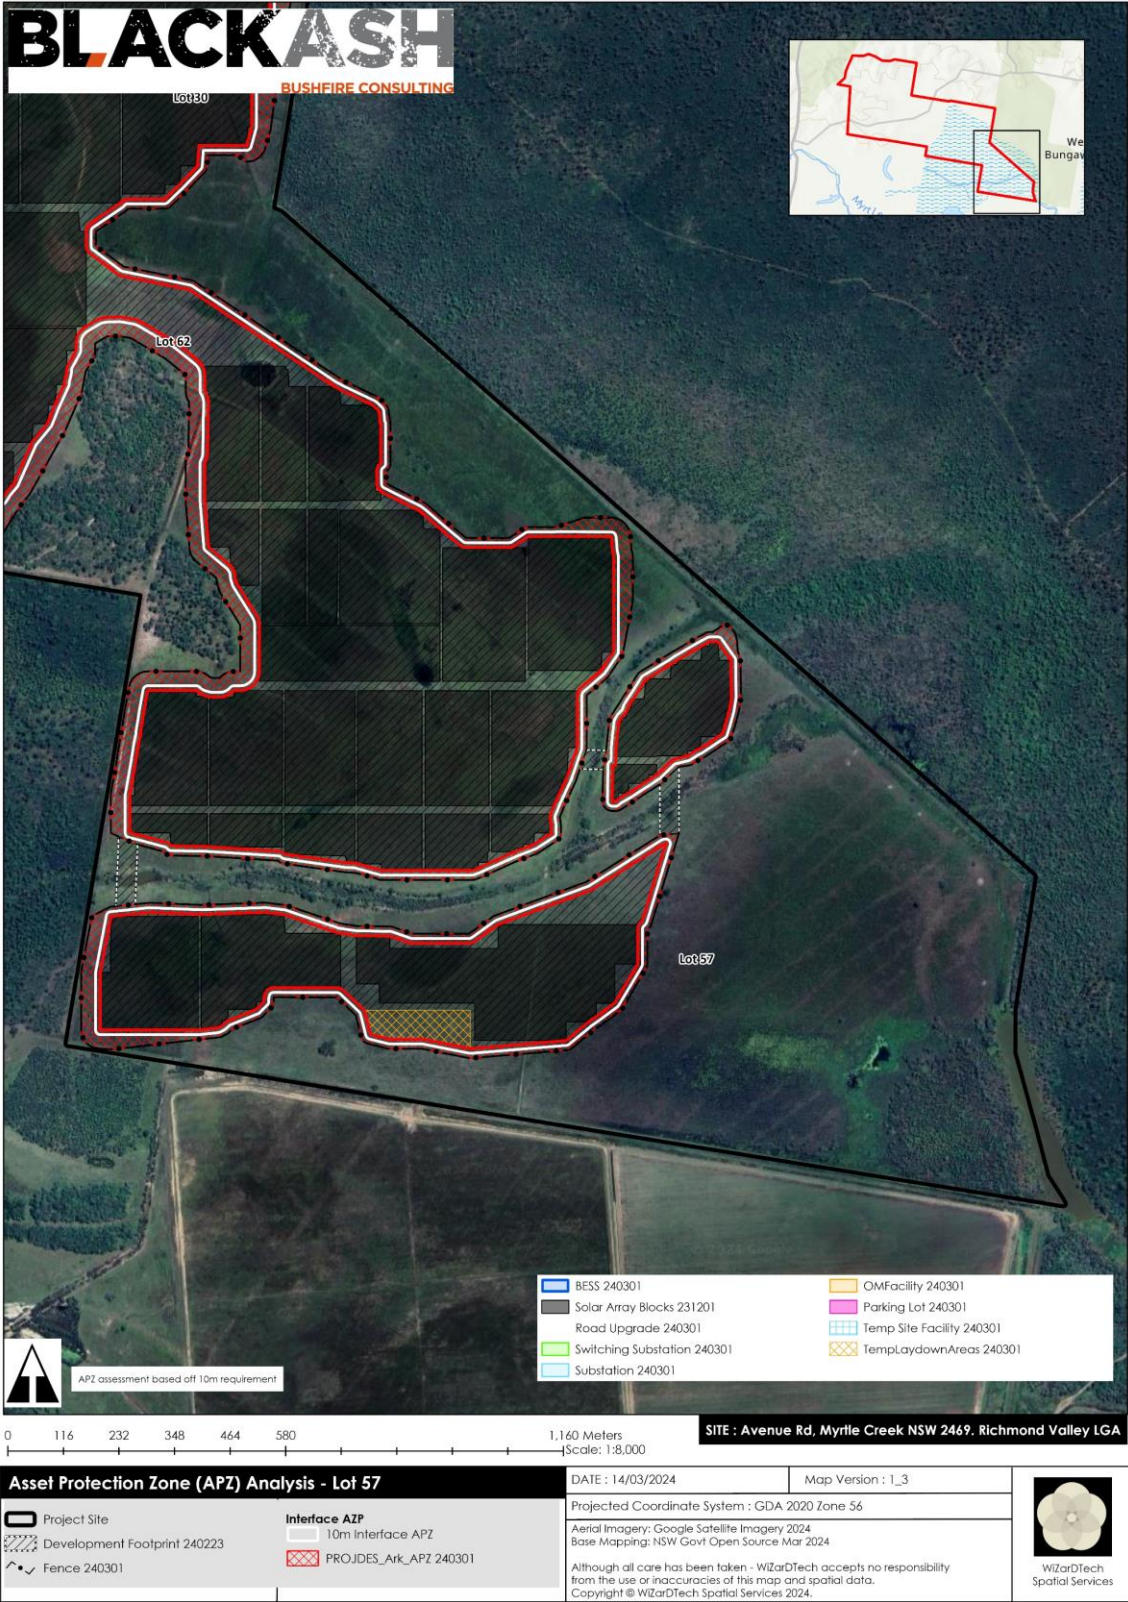 BLACKASH
BUSHFIRE CONSULTING
Lot 30
We
Bungaw
Lot 62
Lot 57
BESS 240301
Solar Array Blocks 231201
Road Upgrade 240301
Switching Substation 240301
Substation 240301
OMFacility 240301
Parking Lot 240301
Temp Site Facility 240301
TempLaydownAreas 240301
APZ assessment based off 10m requirement
0 116 232 348 464 580 1,160 Meters
Scale: 1:8,000
SITE : Avenue Rd, Myrtle Creek NSW 2469. Richmond Valley LGA
Asset Protection Zone (APZ) Analysis - Lot 57
Project Site
Development Footprint 240223
Fence 240301
Interface AZP
10m Interface APZ
PROJDES_Ark_APZ 240301
DATE : 14/03/2024
Map Version : 1_3
Projected Coordinate System : GDA 2020 Zone 56
Aerial Imagery: Google Satellite Imagery 2024
Base Mapping: NSW Govt Open Source Mar 2024
Although all care has been taken - WiZarDTech accepts no responsibility
from the use or inaccuracies of this map and spatial data.
Copyright © WiZarDTech Spatial Services 2024.
WiZarDTech
Spatial Services